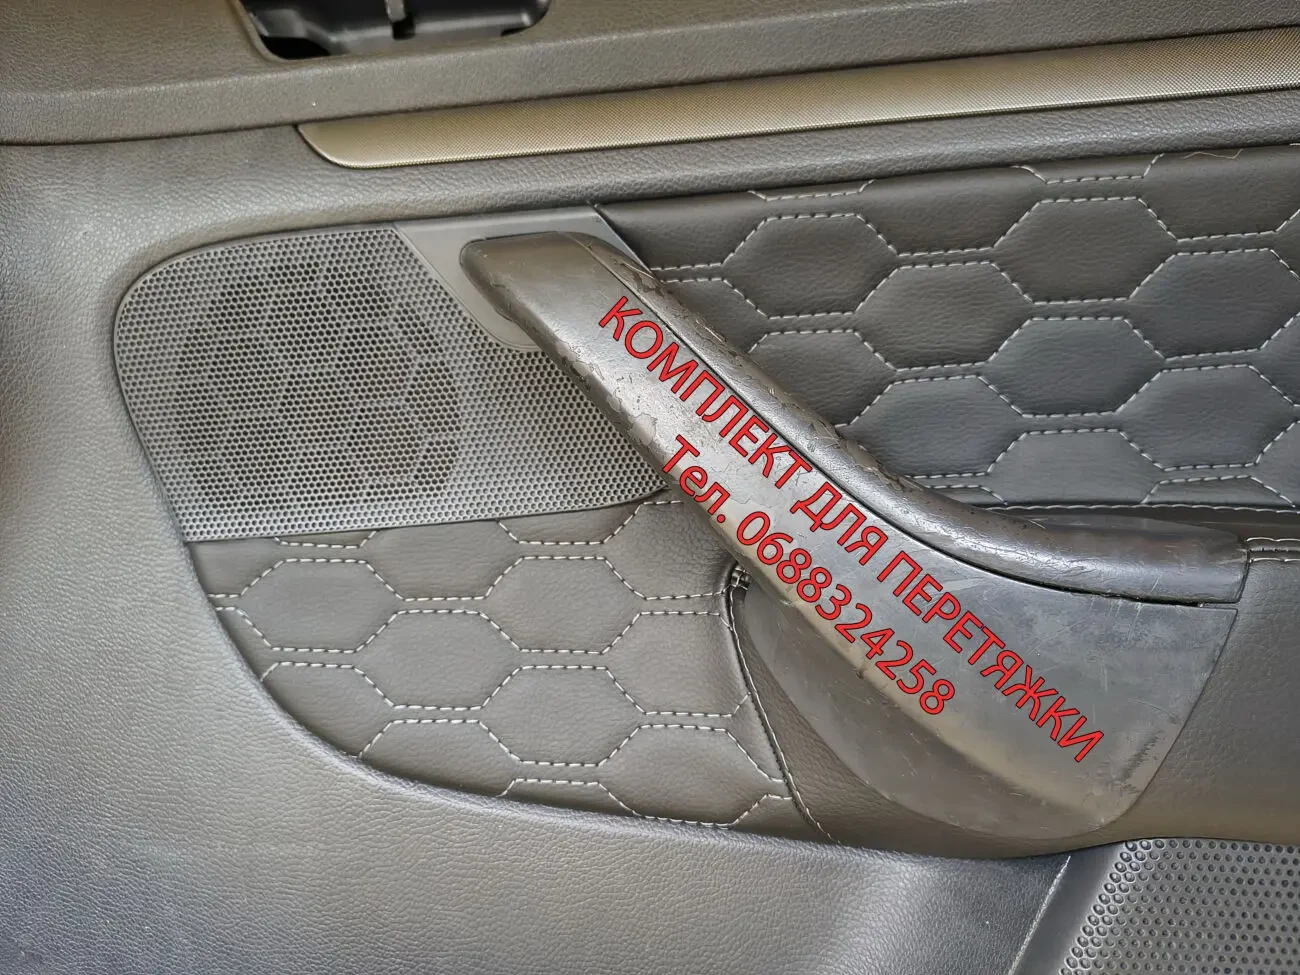 КОМПЛЕКТ ДЛЯ ПЕРЕТЯЖКИ
Тел. 0688324258